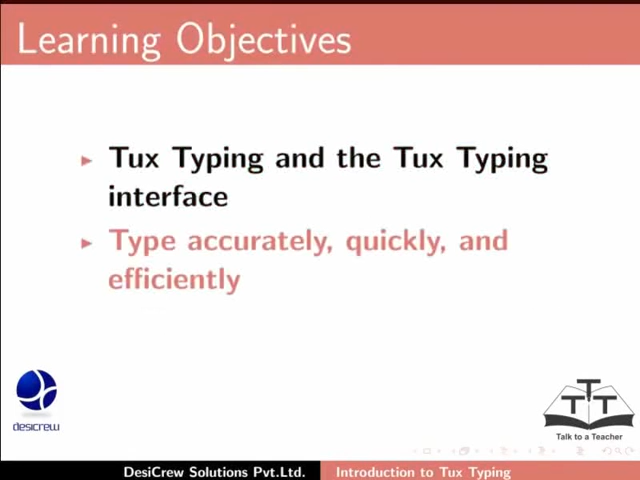 Learning Objectives
Tux Typing and the Tux Typing
interface
Type accurately, quickly, and
efficiently
desicrew
TTT
Talk to a Teacher
DesiCrew Solutions Pvt.Ltd. Introduction to Tux Typing